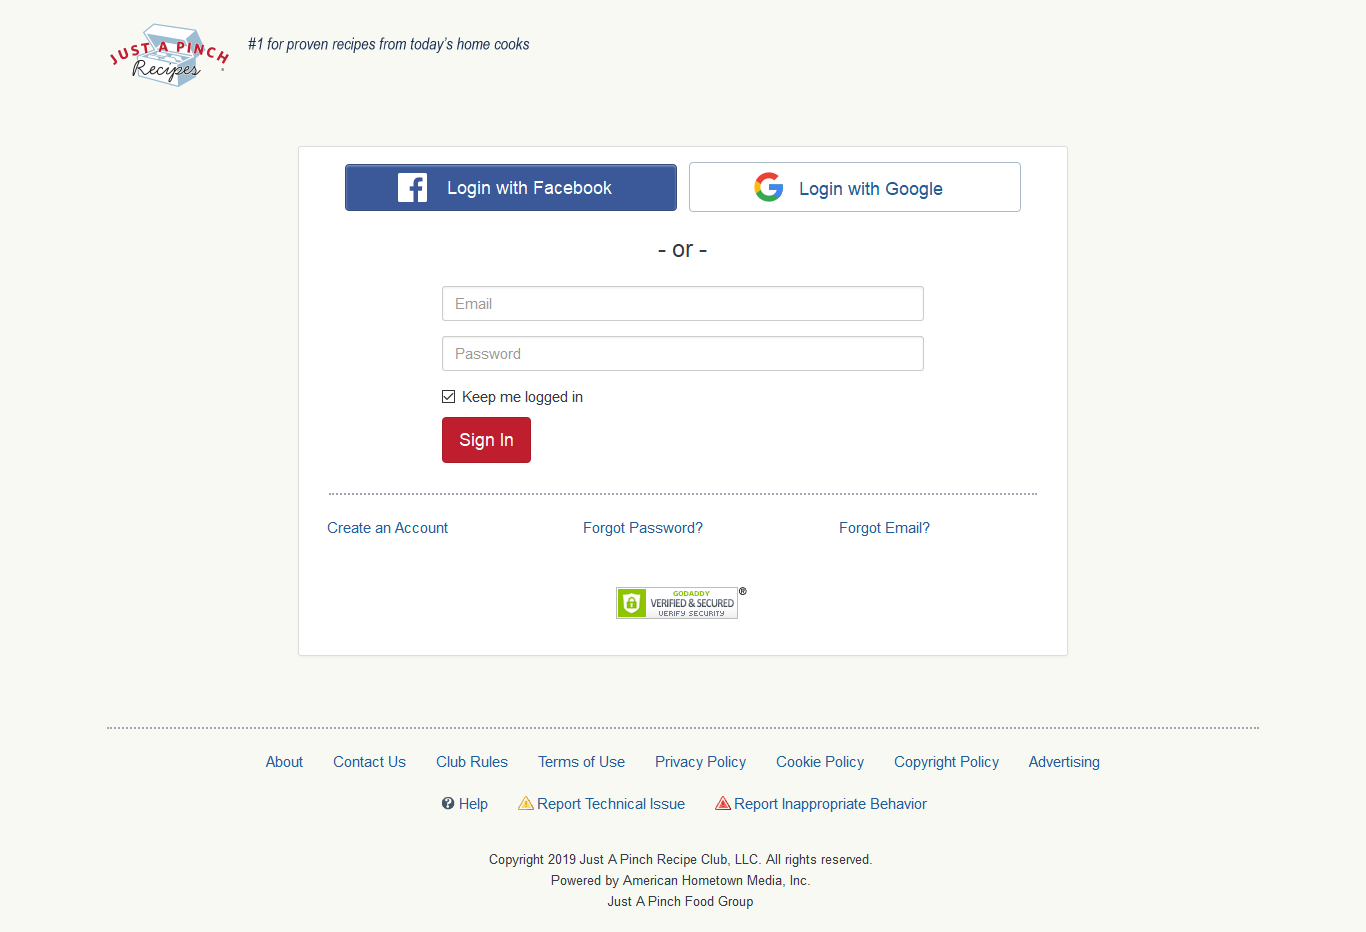 JUST A PINCH
Recipes
#1 for proven recipes from today's home cooks
Login with Facebook
Login with Google
- or -
Email
Password
Keep me logged in
Sign In
Create an Account
Forgot Password?
Forgot Email?
GODADDY
VERIFIED & SECURED
VERIFY SECURITY
®
About
Contact Us
Club Rules
Terms of Use
Privacy Policy
Cookie Policy
Copyright Policy
Advertising
Help
Report Technical Issue
Report Inappropriate Behavior
Copyright 2019 Just A Pinch Recipe Club, LLC. All rights reserved.
Powered by American Hometown Media, Inc.
Just A Pinch Food Group